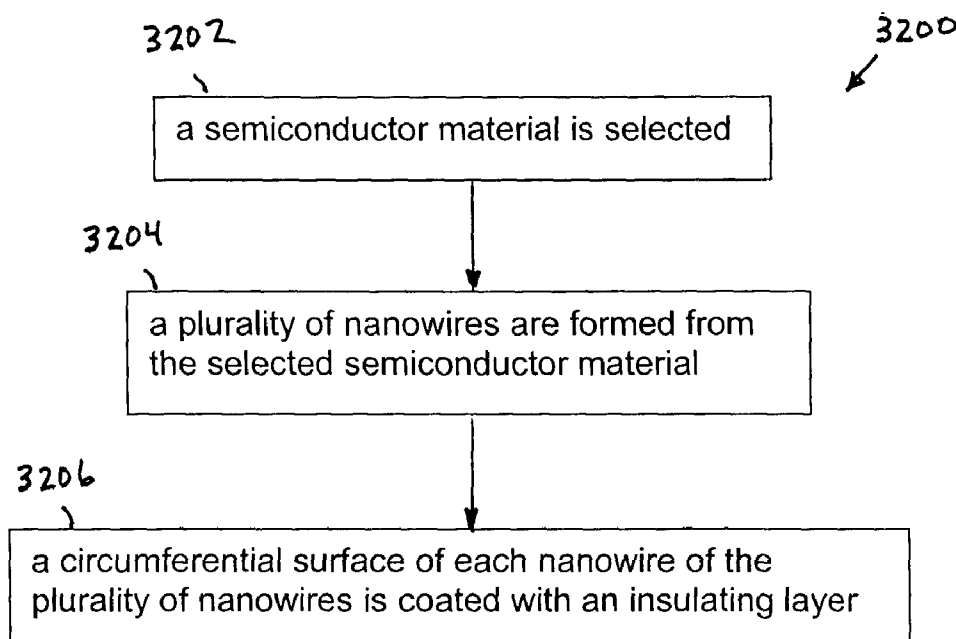 3202
3200
a semiconductor material is selected
3204
a plurality of nanowires are formed from
the selected semiconductor material
3206
a circumferential surface of each nanowire of the
plurality of nanowires is coated with an insulating layer